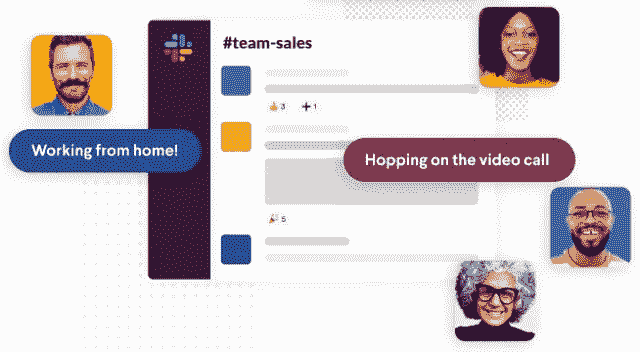 #team-sales
3
1
Working from home!
Hopping on the video call
5